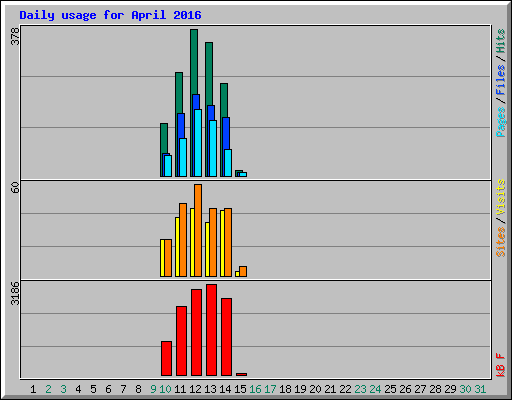 Daily usage for April 2016
378
Pages / Files / Hits
60
Sites / Visits
3186
kB F
1 2 3 4 5 6 7 8 9 10 11 12 13 14 15 16 17 18 19 20 21 22 23 24 25 26 27 28 29 30 31